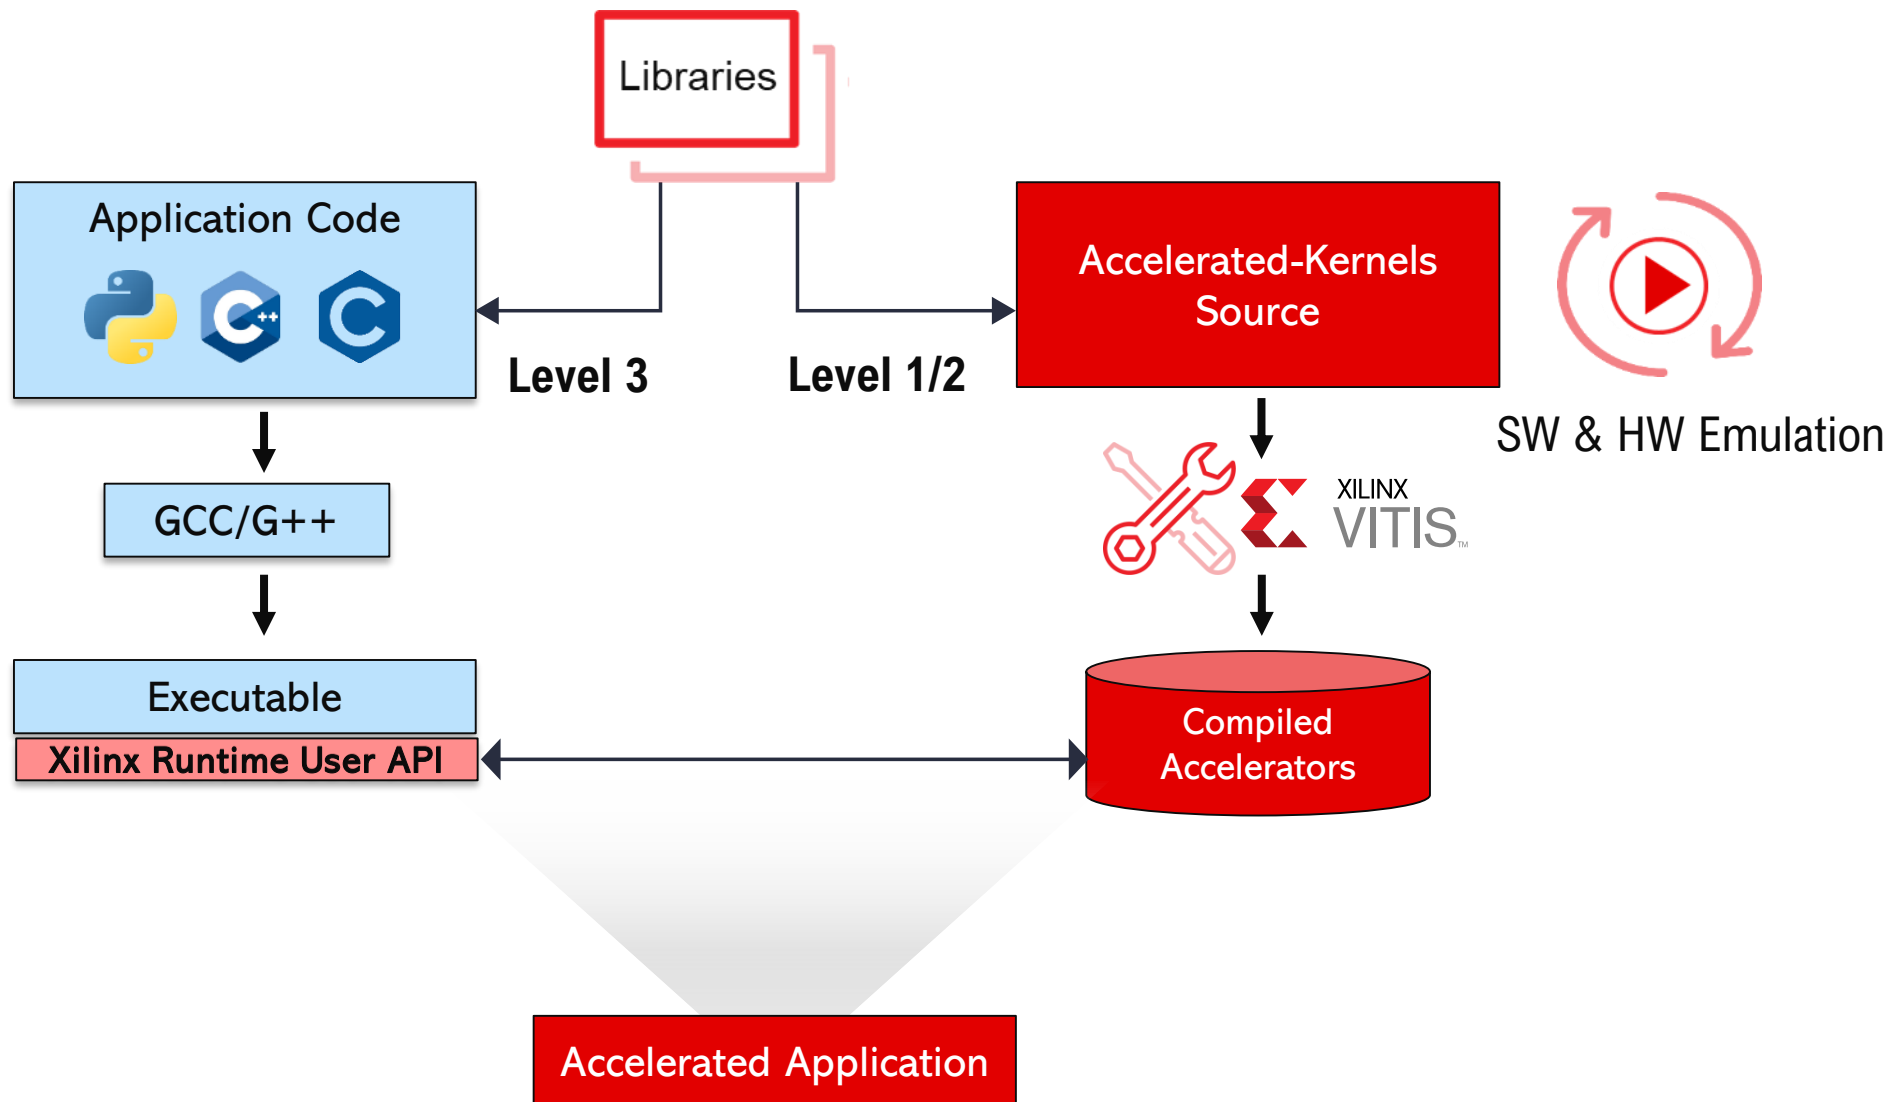 Libraries
Application Code
C++
C
Level 3
Level 1/2
Accelerated-Kernels
Source
SW & HW Emulation
GCC/G++
XILINX
VITIS™
Executable
Xilinx Runtime User API
Compiled
Accelerators
Accelerated Application